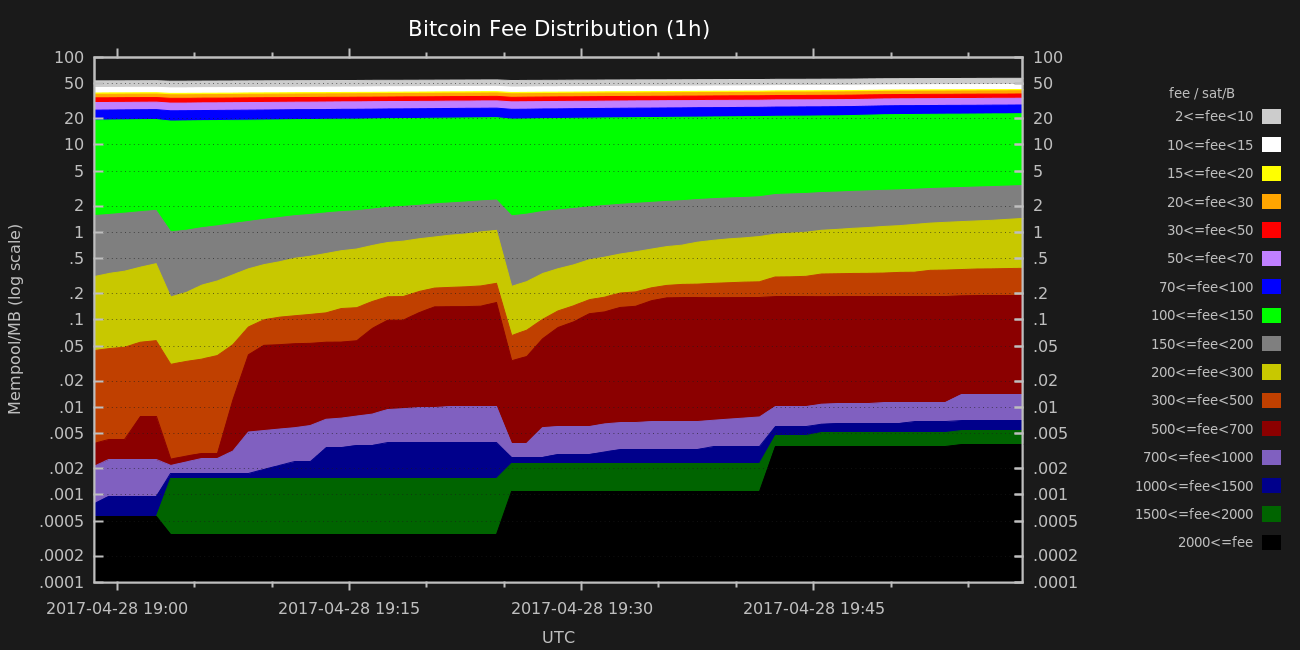 Bitcoin Fee Distribution (1h)
Mempool/MB (log scale)
100
50
20
10
5
2
1
.5
.2
.1
.05
.02
.01
.005
.002
.001
.0005
.0002
.0001
100
50
20
10
5
2
1
.5
.2
.1
.05
.02
.01
.005
.002
.001
.0005
.0002
.0001
fee / sat/B
2<=fee<10
10<=fee<15
15<=fee<20
20<=fee<30
30<=fee<50
50<=fee<70
70<=fee<100
100<=fee<150
150<=fee<200
200<=fee<300
300<=fee<500
500<=fee<700
700<=fee<1000
1000<=fee<1500
1500<=fee<2000
2000<=fee
2017-04-28 19:00 2017-04-28 19:15 2017-04-28 19:30 2017-04-28 19:45
UTC